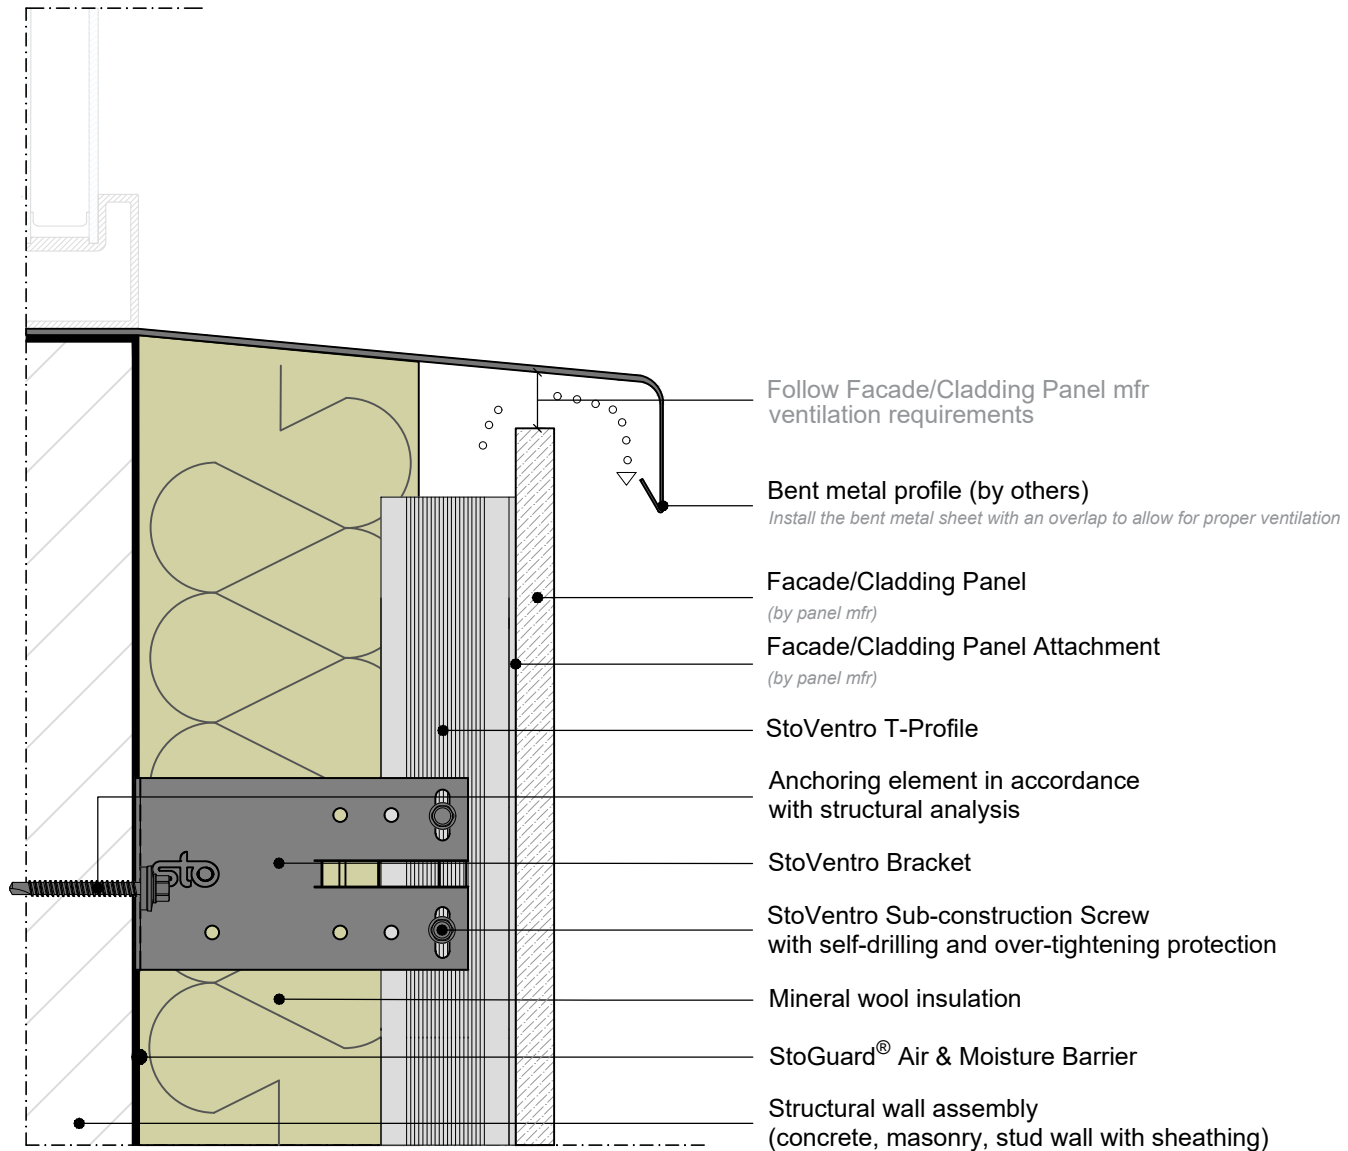 Follow Facade/Cladding Panel mfr
ventilation requirements
Bent metal profile (by others)
Install the bent metal sheet with an overlap to allow for proper ventilation
Facade/Cladding Panel
(by panel mfr)
Facade/Cladding Panel Attachment
(by panel mfr)
StoVentro T-Profile
Anchoring element in accordance
with structural analysis
sto
StoVentro Bracket
StoVentro Sub-construction Screw
with self-drilling and over-tightening protection
Mineral wool insulation
StoGuard® Air & Moisture Barrier
Structural wall assembly
(concrete, masonry, stud wall with sheathing)